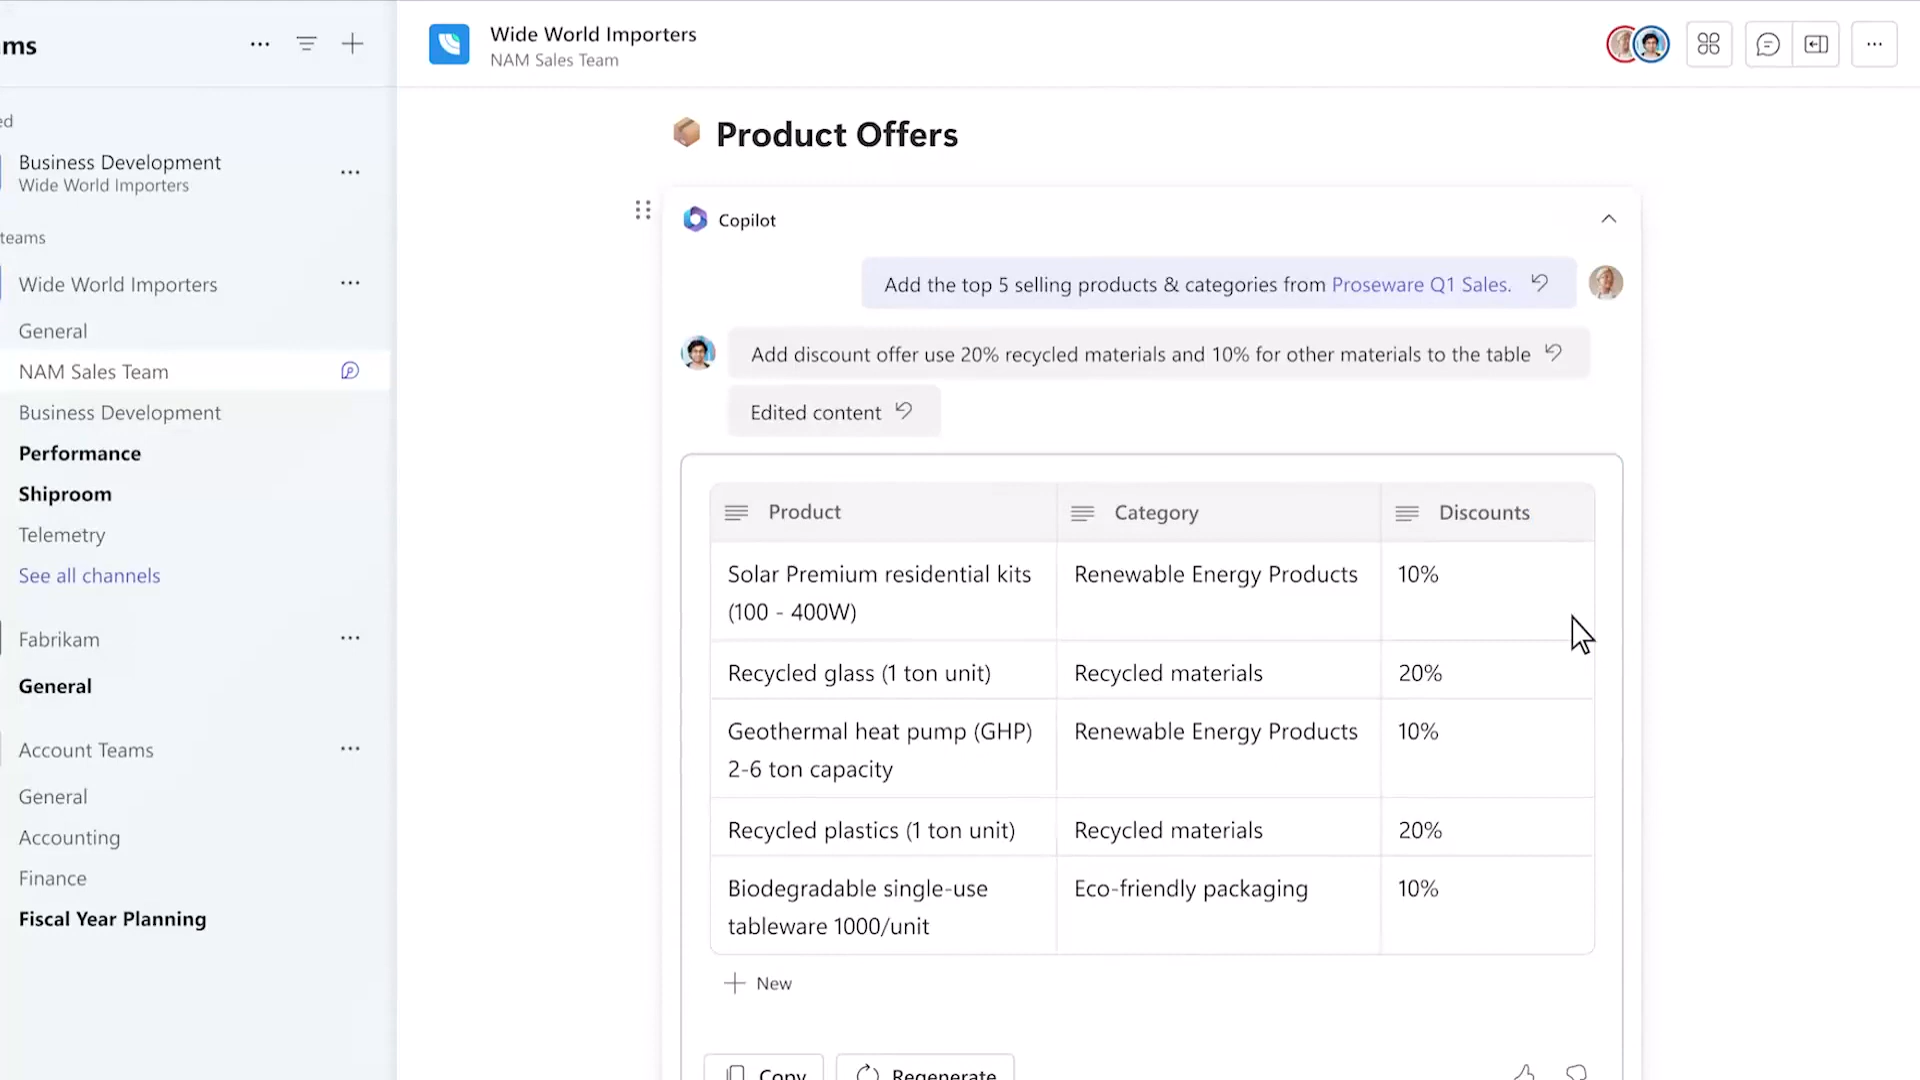 ms
ed
Business Development
Wide World Importers
teams
Wide World Importers
General
NAM Sales Team
Business Development
Performance
Shiproom
Telemetry
See all channels
Fabrikam
General
Account Teams
General
Accounting
Finance
Fiscal Year Planning
Wide World Importers
NAM Sales Team
Product Offers
Copilot
Add the top 5 selling products & categories from Proseware Q1 Sales.
Add discount offer use 20% recycled materials and 10% for other materials to the table
Edited content
Product Category Discounts
Solar Premium residential kits Renewable Energy Products 10%
(100 - 400W)
Recycled glass (1 ton unit) Recycled materials 20%
Geothermal heat pump (GHP) Renewable Energy Products 10%
2-6 ton capacity
Recycled plastics (1 ton unit) Recycled materials 20%
Biodegradable single-use Eco-friendly packaging 10%
tableware 1000/unit
New
Copy Regenerate